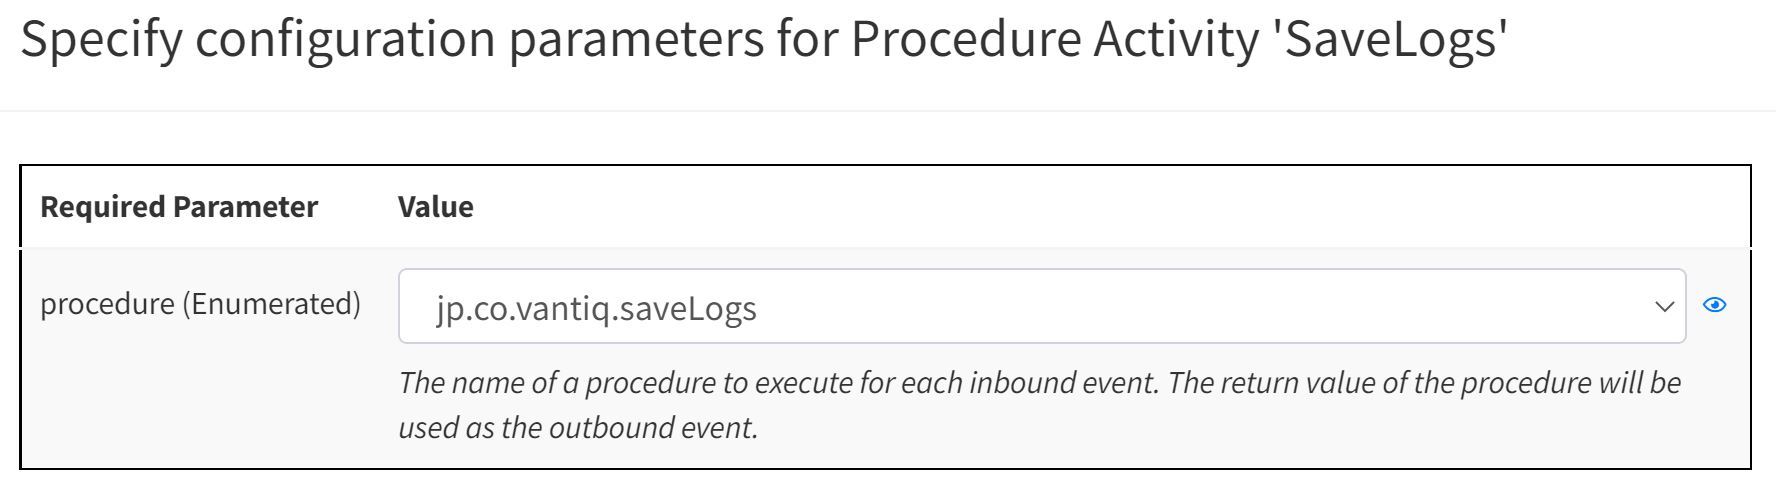 Specify configuration parameters for Procedure Activity 'SaveLogs'
Required Parameter Value
procedure (Enumerated) jp.co.vantiq.saveLogs
The name of a procedure to execute for each inbound event. The return value of the procedure will be
used as the outbound event.